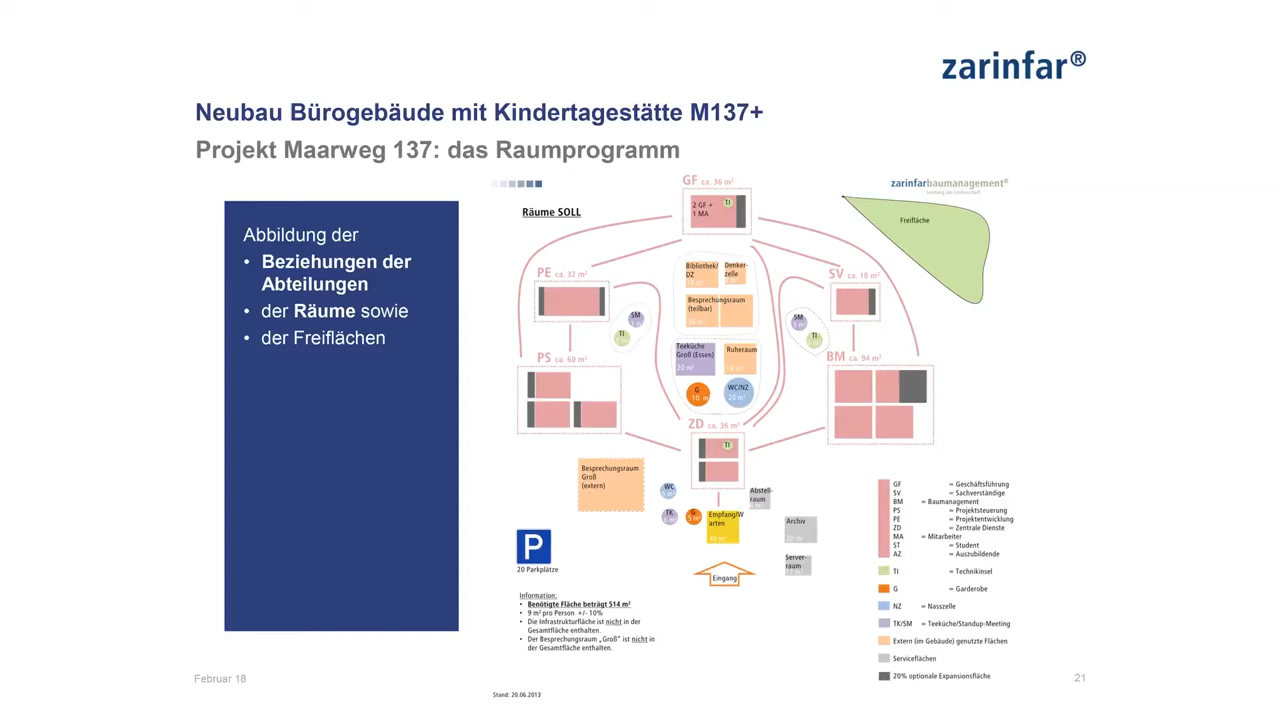 zarinfar®
Neubau Bürogebäude mit Kindertagestätte M137+
Projekt Maarweg 137: das Raumprogramm
Abbildung der
• Beziehungen der
Abteilungen
• der Räume sowie
• der Freiflächen
zarinfarbaumanagement®
Räume SOLL
GF ca. 36 m²
2 GF +
1 MA
TI
Freifläche
PE ca. 32 m²
SV ca. 18 m²
Bibliothek/
DZ
Denker-
zelle
Besprechungsraum
(teilbar)
SM
TI
SM
TI
Teeküche
Groß (Essen)
20 m²
Ruheraum
G
10 m
WC/NZ
20 m²
PS ca. 60 m²
BM ca. 94 m²
ZD ca. 36 m²
TI
Besprechungsraum
Groß
(extern)
WC
TK
G
5 m²
Empfang/W
arten
40 m²
Abstell-
raum
Archiv
20 m²
Server-
raum
Eingang
P
20 Parkplätze
Information:
• Benötigte Fläche beträgt 514 m²
• 9 m² pro Person +/- 10%
• Die Infrastrukturfläche ist nicht in der
Gesamtfläche enthalten.
• Der Besprechungsraum „Groß" ist nicht in
der Gesamtfläche enthalten.
GF = Geschäftsführung
SV = Sachverständige
BM = Baumanagement
PS = Projektsteuerung
PE = Projektentwicklung
ZD = Zentrale Dienste
MA = Mitarbeiter
ST = Student
AZ = Auszubildende
TI = Technikinsel
G = Garderobe
NZ = Nasszelle
TK/SM = Teeküche/Standup-Meeting
Extern (im Gebäude) genutzte Flächen
Serviceflächen
20% optionale Expansionsfläche
Februar 18
21
Stand: 20.06.2013